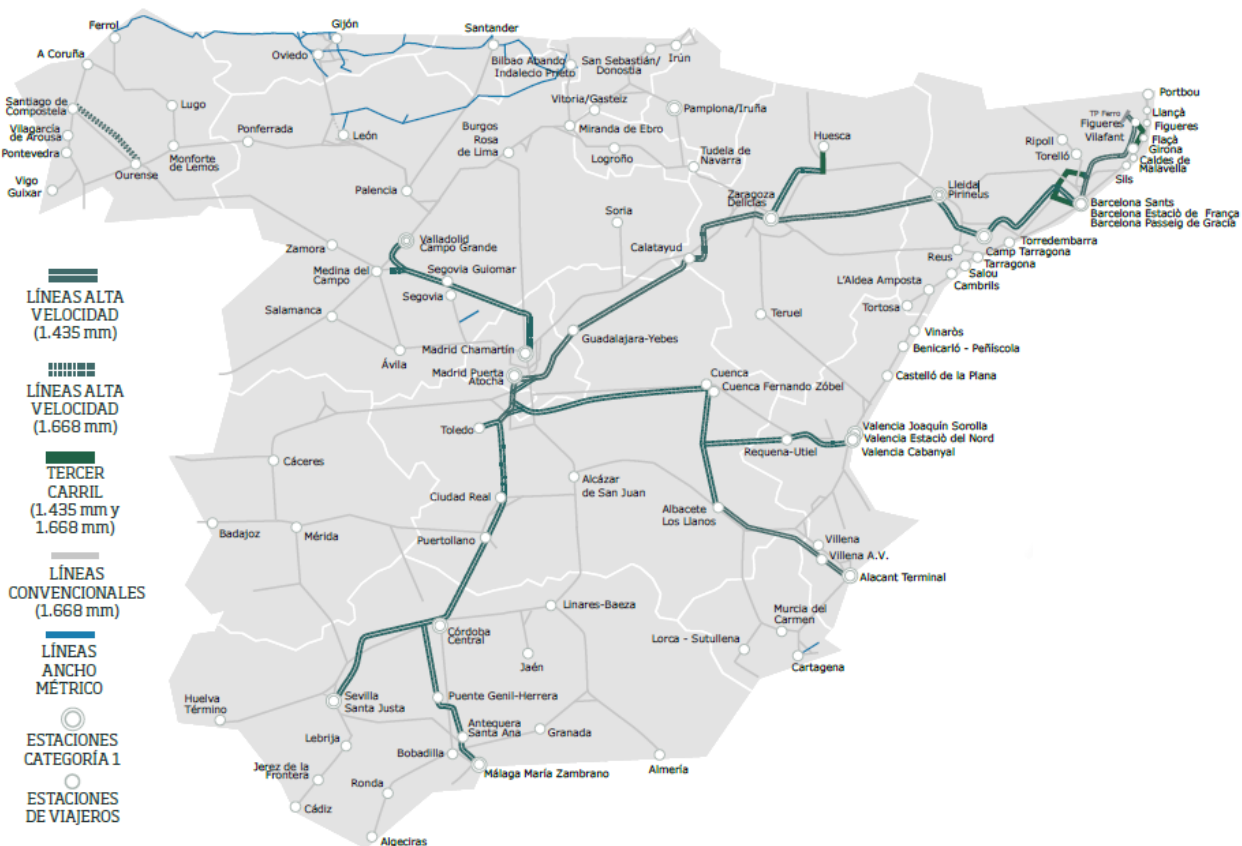 Ferrol
Gijón
Santander
A Coruña
Oviedo
Bilbao Abando
Indalecio Prieto
San Sebastián/
Donostia
Irún
Santiago de
Compostela
Lugo
Vitoria/Gasteiz
Pamplona/Iruña
Portbou
Vilagarcía
de Arousa
Ponferrada
León
Burgos
Rosa
de Lima
Miranda de Ebro
Huesca
TP Ferro
Llançà
Figueres
Vilafant
Figueres
Pontevedra
Monforte
de Lemos
Logroño
Tudela de
Navarra
Ripoll
Torelló
Flaçà
Girona
Caldes de
Malavella
Sils
Vigo
Guixar
Ourense
Palencia
Zaragoza
Delicias
Lleida
Pirineus
Barcelona Sants
Barcelona Estació de França
Barcelona Passeig de Gracia
Soria
Zamora
Valladolid
Campo Grande
Calatayud
Torredembarra
Camp Tarragona
Reus
Tarragona
Salou
Cambrils
Medina del
Campo
Segovia Guiomar
Segovia
L'Aldea Amposta
Tortosa
Salamanca
Guadalajara-Yebes
Teruel
Vinaròs
Benicarló - Peñíscola
Ávila
Madrid Chamartín
Madrid Puerta
Atocha
Cuenca
Cuenca Fernando Zóbel
Castelló de la Plana
Toledo
Requena-Utiel
Valencia Joaquín Sorolla
Valencia Estaciò del Nord
Valencia Cabanyal
Cáceres
Ciudad Real
Alcázar
de San Juan
Albacete
Los Llanos
Badajoz
Mérida
Puertollano
Villena
Villena A.V.
Alacant Terminal
Linares-Baeza
Murcia del
Carmen
Córdoba
Central
Lorca - Sutullena
Cartagena
Jaén
Huelva
Término
Sevilla
Santa Justa
Puente Genil-Herrera
Lebrija
Antequera
Santa Ana
Granada
Bobadilla
Jerez de la
Frontera
Ronda
Málaga María Zambrano
Almería
Cádiz
Algeciras
LÍNEAS ALTA
VELOCIDAD
(1.435 mm)
LÍNEAS ALTA
VELOCIDAD
(1.668 mm)
TERCER
CARRIL
(1.435 mm y
1.668 mm)
LÍNEAS
CONVENCIONALES
(1.668 mm)
LÍNEAS
ANCHO
MÉTRICO
ESTACIONES
CATEGORÍA 1
ESTACIONES
DE VIAJEROS